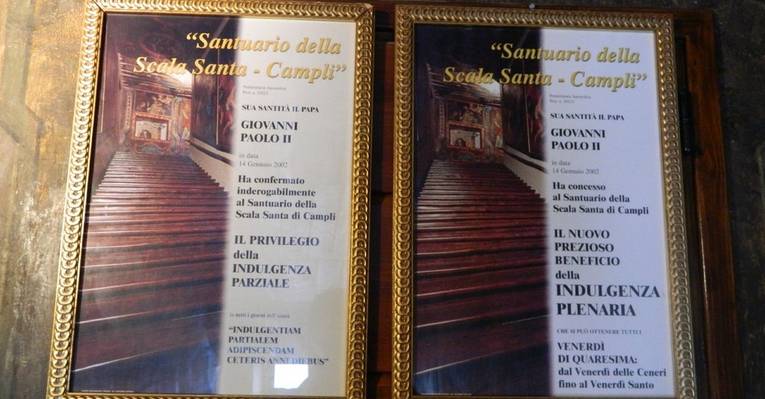 “Santuario della
Scala Santa - Campli”
SUA SANTITÀ IL PAPA
GIOVANNI
PAOLO II
in data
14 Gennaio 2002
Ha confermato
inderogabilmente
al Santuario della
Scala Santa di Campli
IL PRIVILEGIO
della
INDULGENZA
PARZIALE
“INDULGENTIAM
PARTIALEM
ADIPISCENDAM
CETERIS ANNI DIEBUS”
“Santuario della
Scala Santa - Campli”
SUA SANTITÀ IL PAPA
GIOVANNI
PAOLO II
in data
14 Gennaio 2002
Ha concesso
al Santuario della
Scala Santa di Campli
IL NUOVO
PREZIOSO
BENEFICIO
della
INDULGENZA
PLENARIA
CHE SI PUÒ OTTENERE TUTTI I
VENERDÌ
DI QUARESIMA:
dal Venerdì delle Ceneri
fino al Venerdì Santo